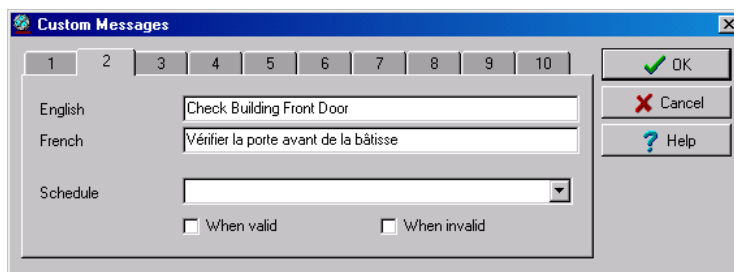 Custom Messages
1 2 3 4 5 6 7 8 9 10
English Check Building Front Door
French Vérifier la porte avant de la bâtisse
Schedule
When valid When invalid
OK
Cancel
Help